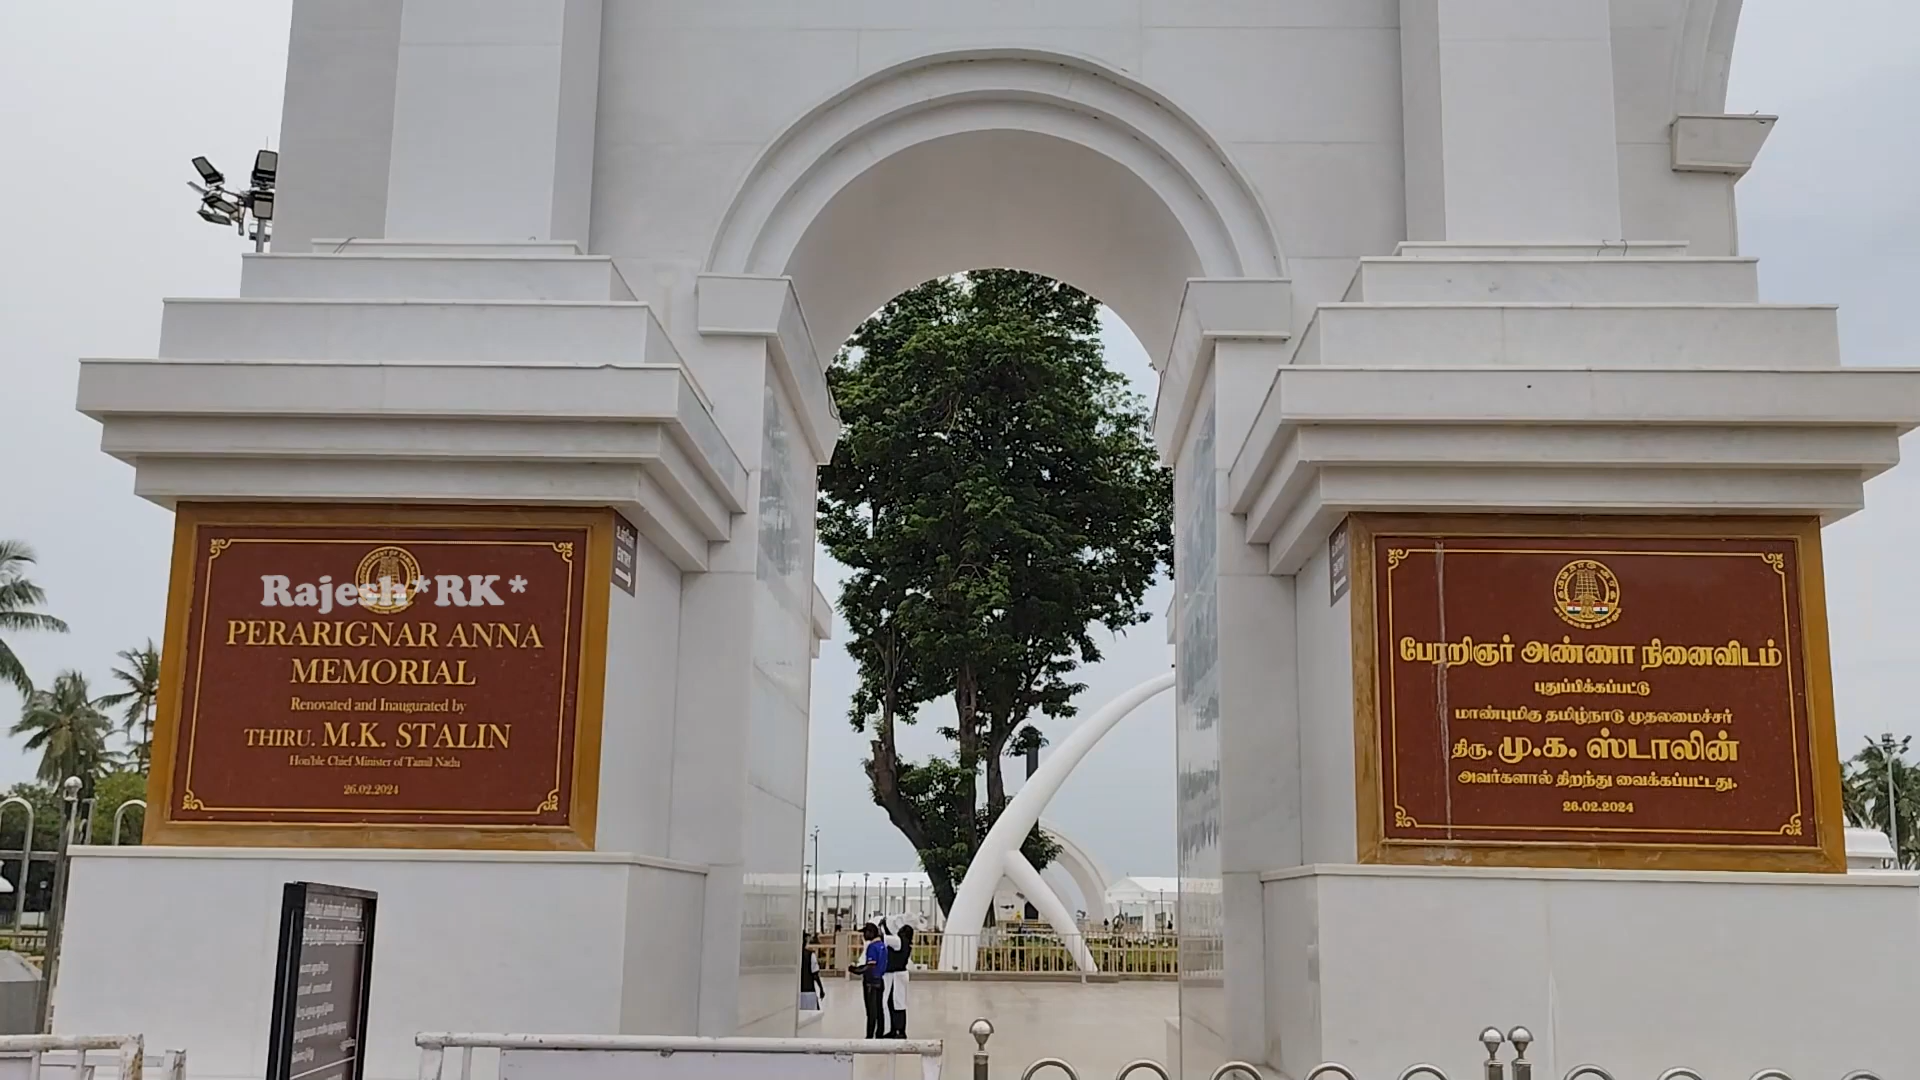 Rajesh*RK*
PERARIGNAR ANNA
MEMORIAL
Renovated and Inaugurated by
THIRU. M.K. STALIN
Hon'ble Chief Minister of Tamil Nadu
26.02.2024
ENTRY
பேரறிஞர் அண்ணா நினைவிடம்
புதுப்பிக்கப்பட்டு
மாண்புமிகு தமிழ்நாடு முதலமைச்சர்
திரு. மு.க. ஸ்டாலின்
அவர்களால் திறந்து வைக்கப்பட்டது.
26.02.2024